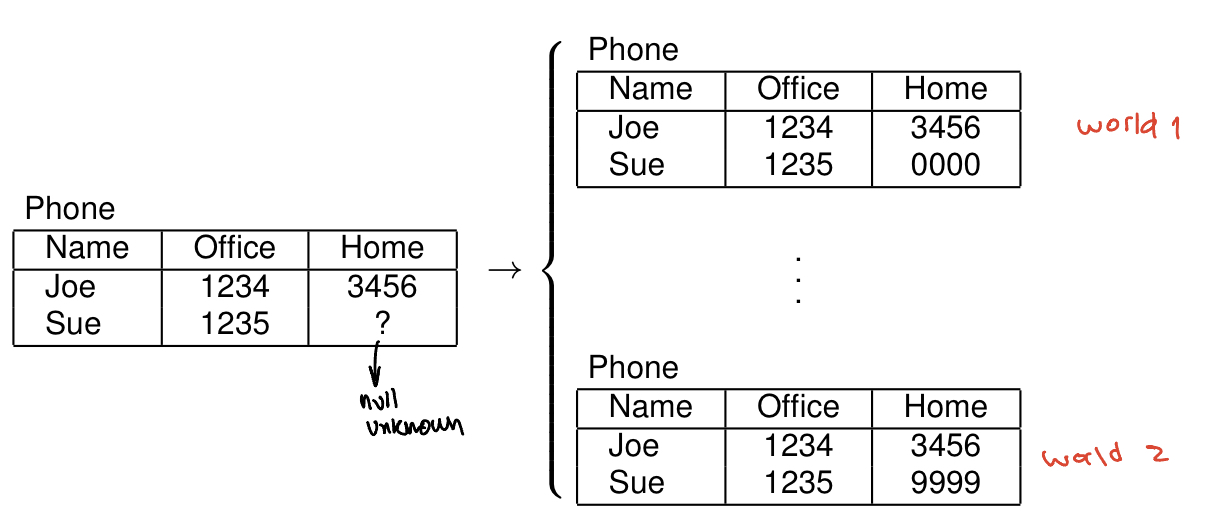 Phone
Name Office Home
Joe 1234 3456
Sue 1235 0000
world 1
Phone
Name Office Home
Joe 1234 3456
Sue 1235 ?
null
unknown
→
⋮
Phone
Name Office Home
Joe 1234 3456
Sue 1235 9999
world 2